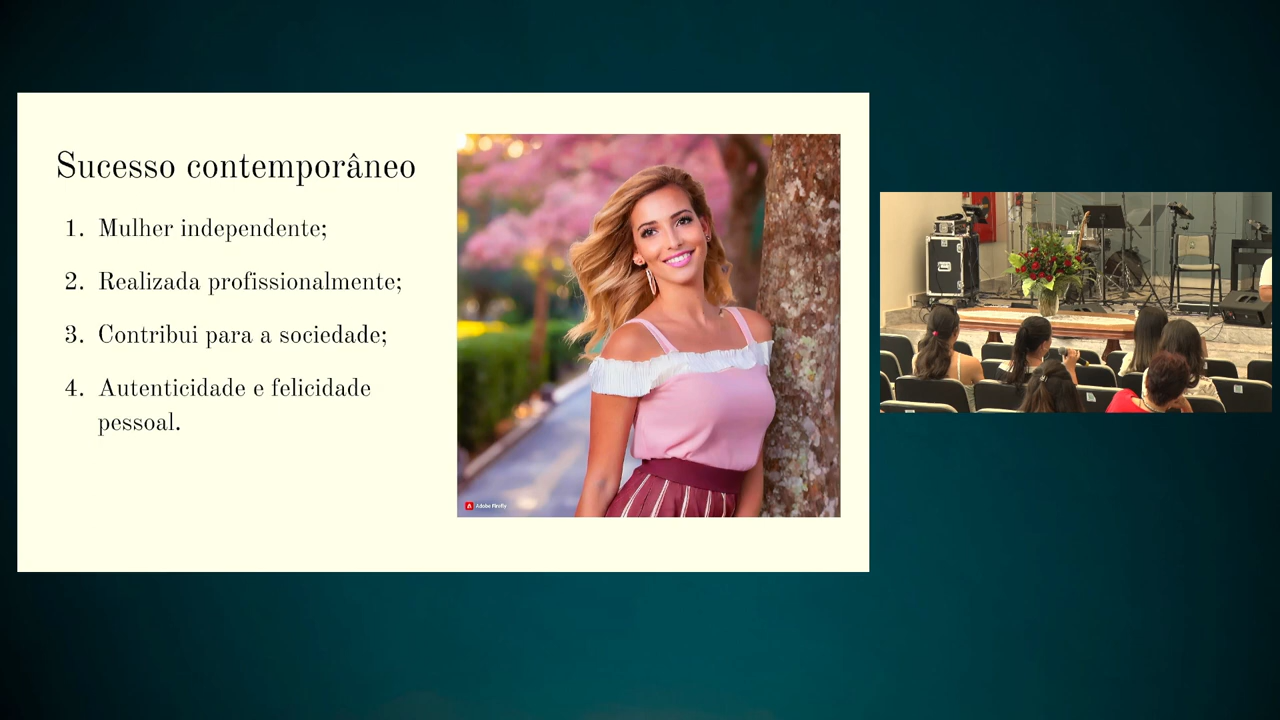 Sucesso contemporâneo
1. Mulher independente;
2. Realizada profissionalmente;
3. Contribui para a sociedade;
4. Autenticidade e felicidade
pessoal.
Adobe Firefly